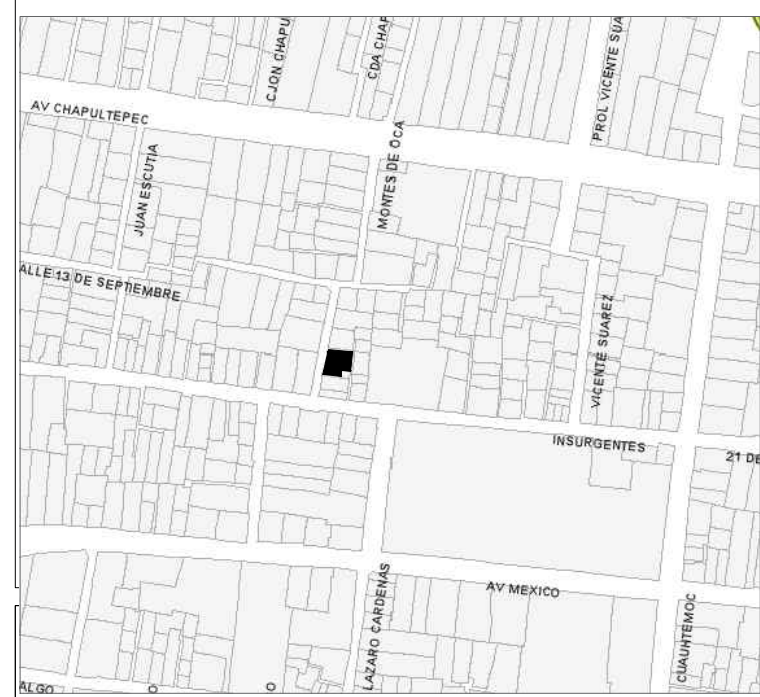 CJON CHAPU
CDA CHAP
PROL VICENTE SUA
AV CHAPULTEPEC
JUAN ESCUTIA
MONTES DE OCA
ALLE 13 DE SEPTIEMBRE
VICENTE SUAREZ
INSURGENTES
21 DE
AV MEXICO
LAZARO CARDENAS
CUAUHTEMOC
ALGO
O
O